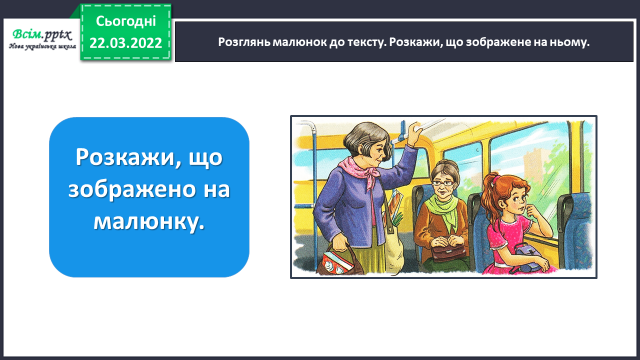 Всім.pptx
Нова українська школа
Сьогодні
22.03.2022
Розглянь малюнок до тексту. Розкажи, що зображене на ньому.
Розкажи, що
зображено на
малюнку.